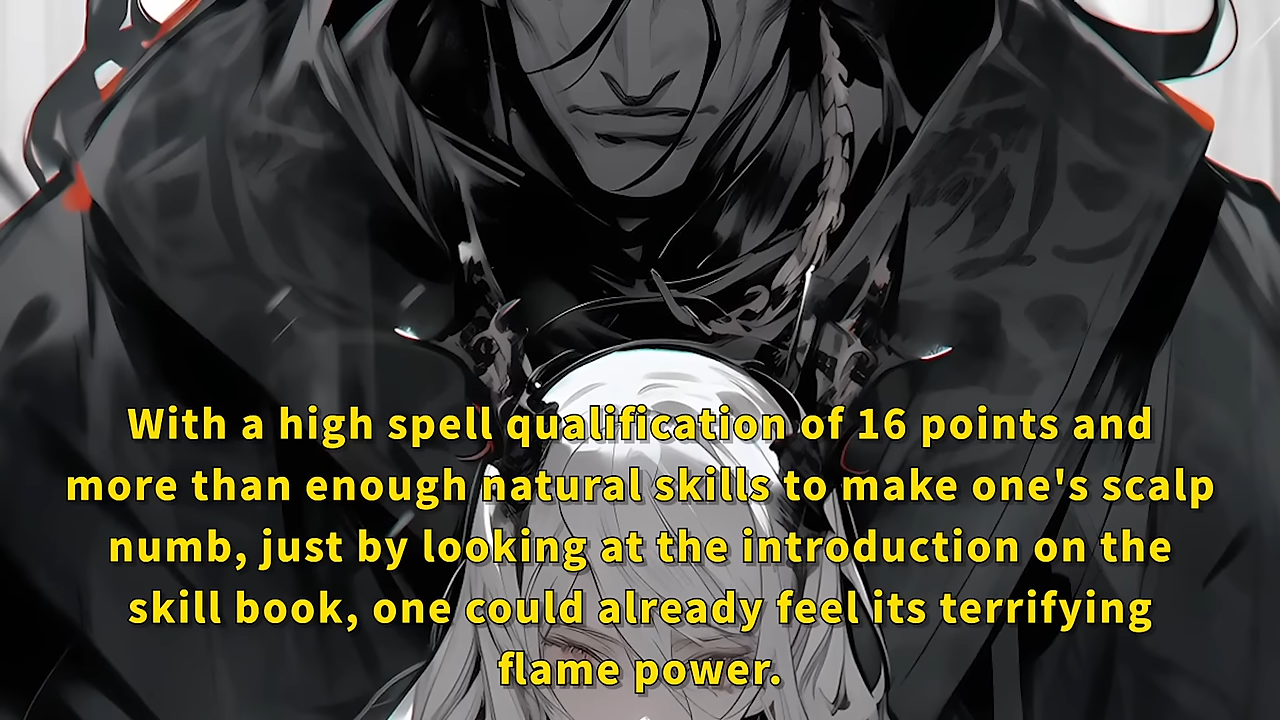 With a high spell qualification of 16 points and
more than enough natural skills to make one's scalp
numb, just by looking at the introduction on the
skill book, one could already feel its terrifying
flame power.